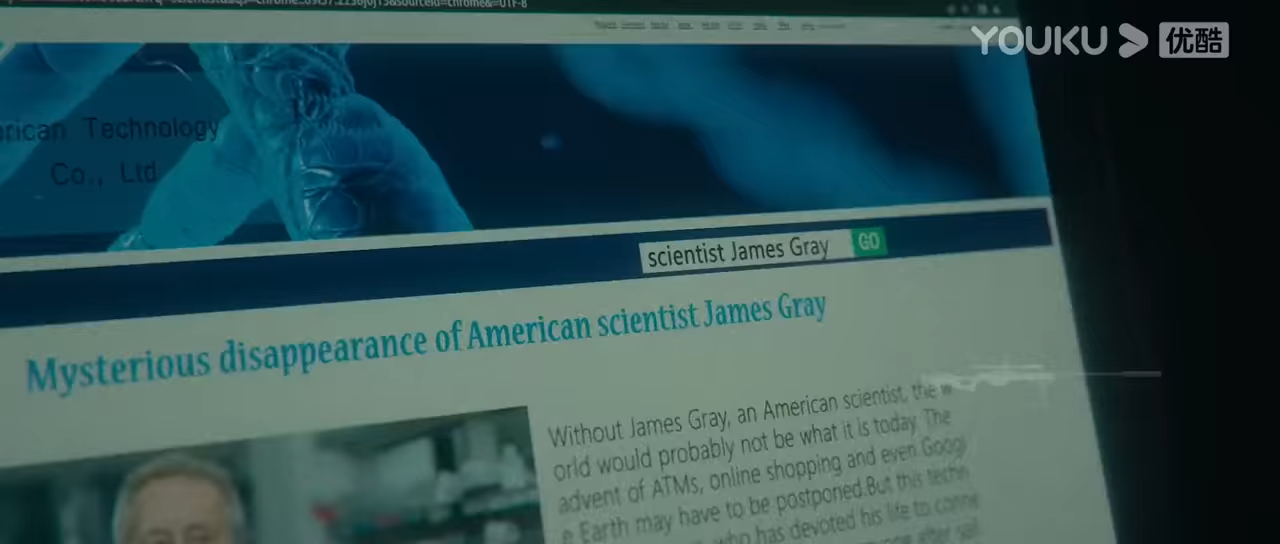 YOUKU 优酷
Technology
Co., Ltd
scientist James Gray GO
Mysterious disappearance of American scientist James Gray
Without James Gray, an American scientist, the w
orld would probably not be what it is today. The
advent of ATMs, online shopping and even Googl
e Earth may have to be postponed.But this techn
who has devoted his life to conne